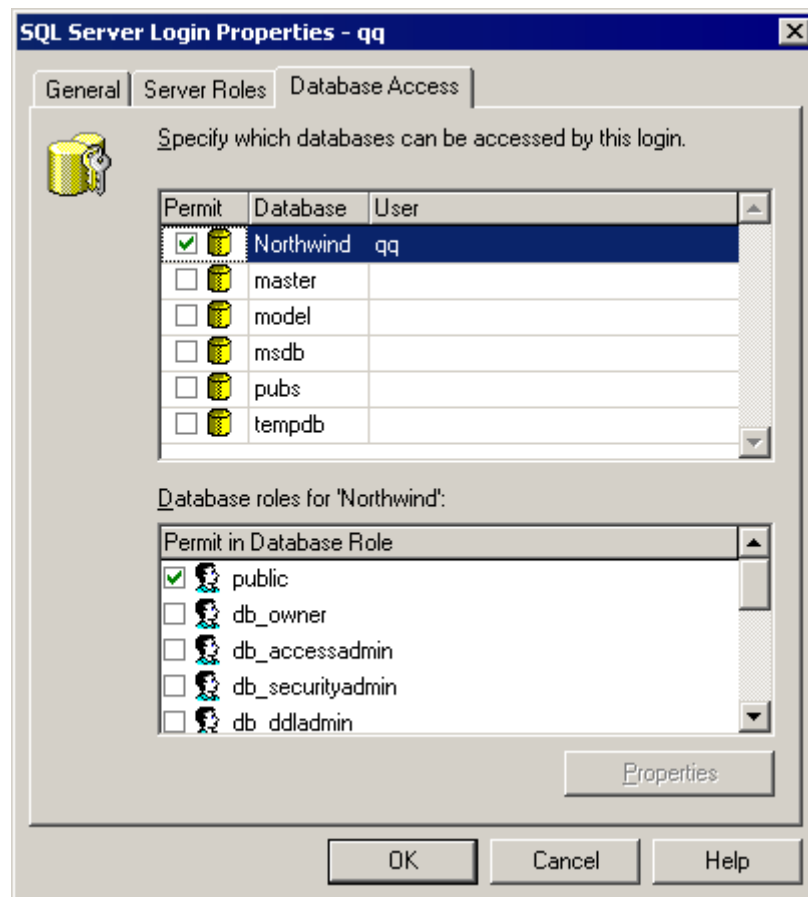 SQL Server Login Properties - qq
General Server Roles Database Access
Specify which databases can be accessed by this login.
Permit Database User
Northwind qq
master
model
msdb
pubs
tempdb
Database roles for 'Northwind':
Permit in Database Role
public
db_owner
db_accessadmin
db_securityadmin
db_ddladmin
Properties
OK Cancel Help